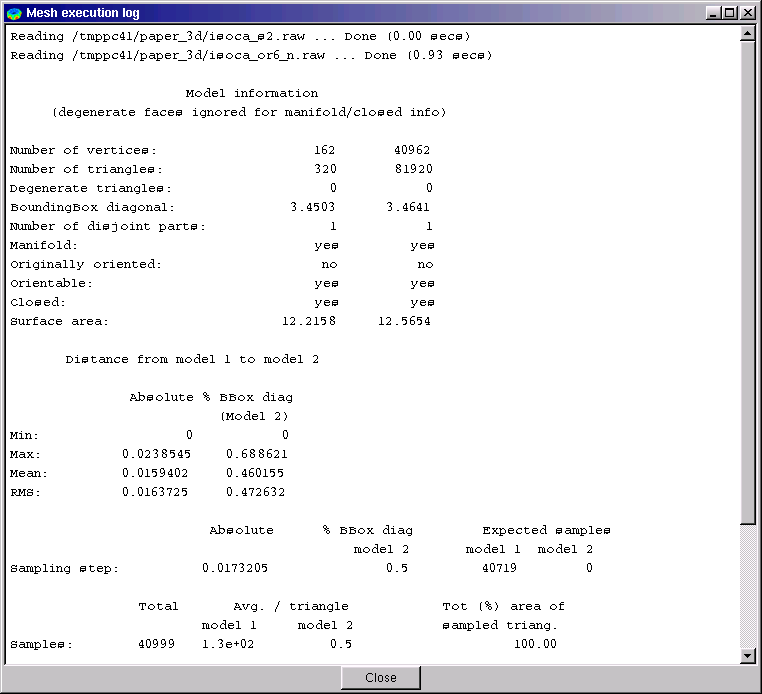 Mesh execution log
Reading /tmppc41/paper_3d/isoca_s2.raw ... Done (0.00 secs)
Reading /tmppc41/paper_3d/isoca_or6_n.raw ... Done (0.93 secs)
Model information
(degenerate faces ignored for manifold/closed info)
Number of vertices: 162 40962
Number of triangles: 320 81920
Degenerate triangles: 0 0
BoundingBox diagonal: 3.4503 3.4641
Number of disjoint parts: 1 1
Manifold: yes yes
Originally oriented: no no
Orientable: yes yes
Closed: yes yes
Surface area: 12.2158 12.5654
Distance from model 1 to model 2
Absolute % BBox diag
(Model 2)
Min: 0 0
Max: 0.0238545 0.688621
Mean: 0.0159402 0.460155
RMS: 0.0163725 0.472632
Absolute % BBox diag Expected samples
model 2 model 1 model 2
Sampling step: 0.0173205 0.5 40719 0
Total Avg. / triangle Tot (%) area of
model 1 model 2 sampled triang.
Samples: 40999 1.3e+02 0.5 100.00
Close